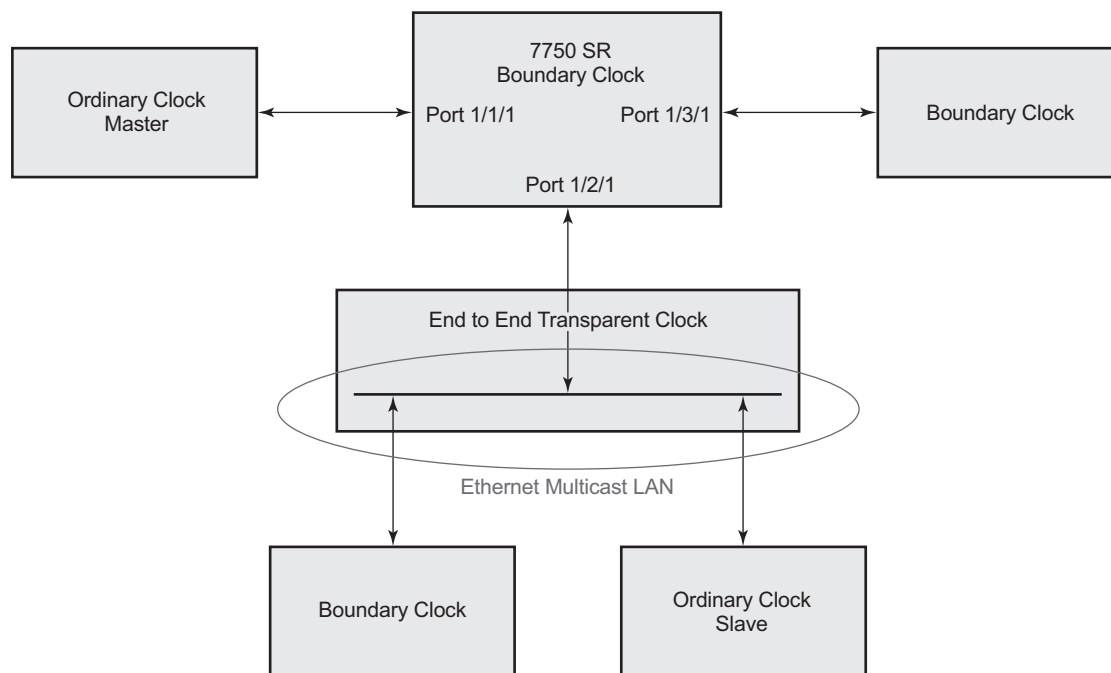 7750 SR
Boundary Clock
Ordinary Clock
Master
Port 1/1/1
Port 1/3/1
Boundary Clock
Port 1/2/1
End to End Transparent Clock
Ethernet Multicast LAN
Boundary Clock
Ordinary Clock
Slave